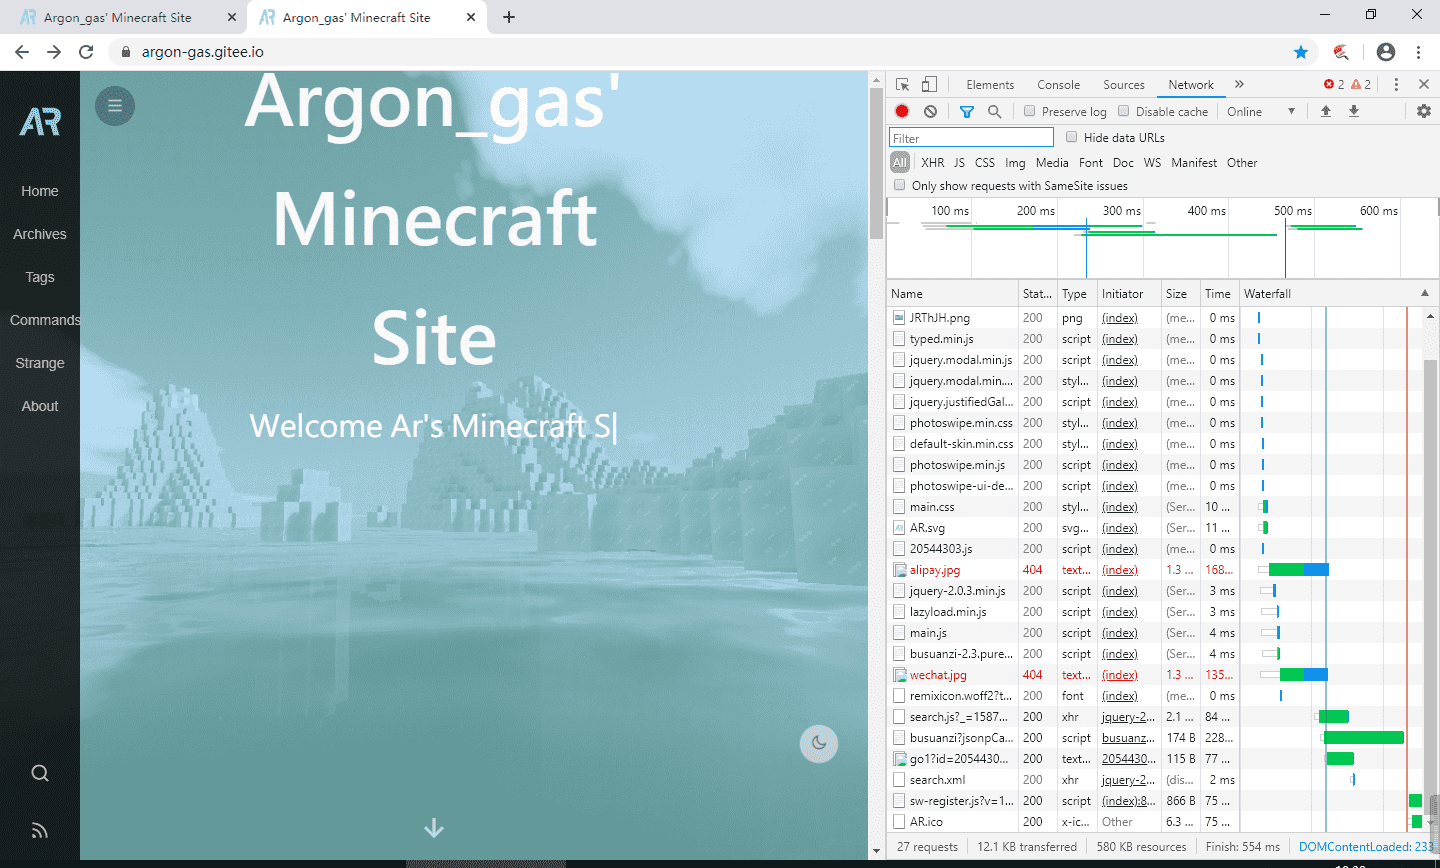 Argon_gas' Minecraft Site
Argon_gas' Minecraft Site
argon-gas.gitee.io
AR
Home
Archives
Tags
Commands
Strange
About
Argon_gas'
Minecraft
Site
Welcome Ar's Minecraft S|
Elements Console Sources Network » 2 2
Preserve log Disable cache Online
Filter Hide data URLs
All XHR JS CSS Img Media Font Doc WS Manifest Other
Only show requests with SameSite issues
100 ms 200 ms 300 ms 400 ms 500 ms 600 ms
Name Stat... Type Initiator Size Time Waterfall
JRThJH.png 200 png (index) (me... 0 ms
typed.min.js 200 script (index) (me... 0 ms
jquery.modal.min.js 200 script (index) (me... 0 ms
jquery.modal.min.... 200 styl... (index) (me... 0 ms
jquery.justifiedGal... 200 script (index) (me... 0 ms
photoswipe.min.css 200 styl... (index) (me... 0 ms
default-skin.min.css 200 styl... (index) (me... 0 ms
photoswipe.min.js 200 script (index) (me... 0 ms
photoswipe-ui-de... 200 script (index) (me... 0 ms
main.css 200 styl... (index) (Ser... 10 ...
AR.svg 200 svg... (index) (Ser... 11 ...
20544303.js 200 script (index) (me... 0 ms
alipay.jpg 404 text... (index) 1.3 ... 168...
jquery-2.0.3.min.js 200 script (index) (Ser... 3 ms
lazyload.min.js 200 script (index) (Ser... 3 ms
main.js 200 script (index) (Ser... 4 ms
busuanzi-2.3.pure... 200 script (index) (Ser... 4 ms
wechat.jpg 404 text... (index) 1.3 ... 135...
remixicon.woff2?t... 200 font (index) (me... 0 ms
search.js?_=1587... 200 xhr jquery-2... 2.1 ... 84 ...
busuanzi?jsonpCa... 200 script busuanz... 174 B 228...
go1?id=2054430... 200 text... 2054430... 115 B 77 ...
search.xml 200 xhr jquery-2... (dis... 2 ms
sw-register.js?v=1... 200 script (index):8... 866 B 75 ...
AR.ico 200 x-ic... Other 6.3 ... 75 ...
27 requests 12.1 KB transferred 580 KB resources Finish: 554 ms DOMContentLoaded: 233